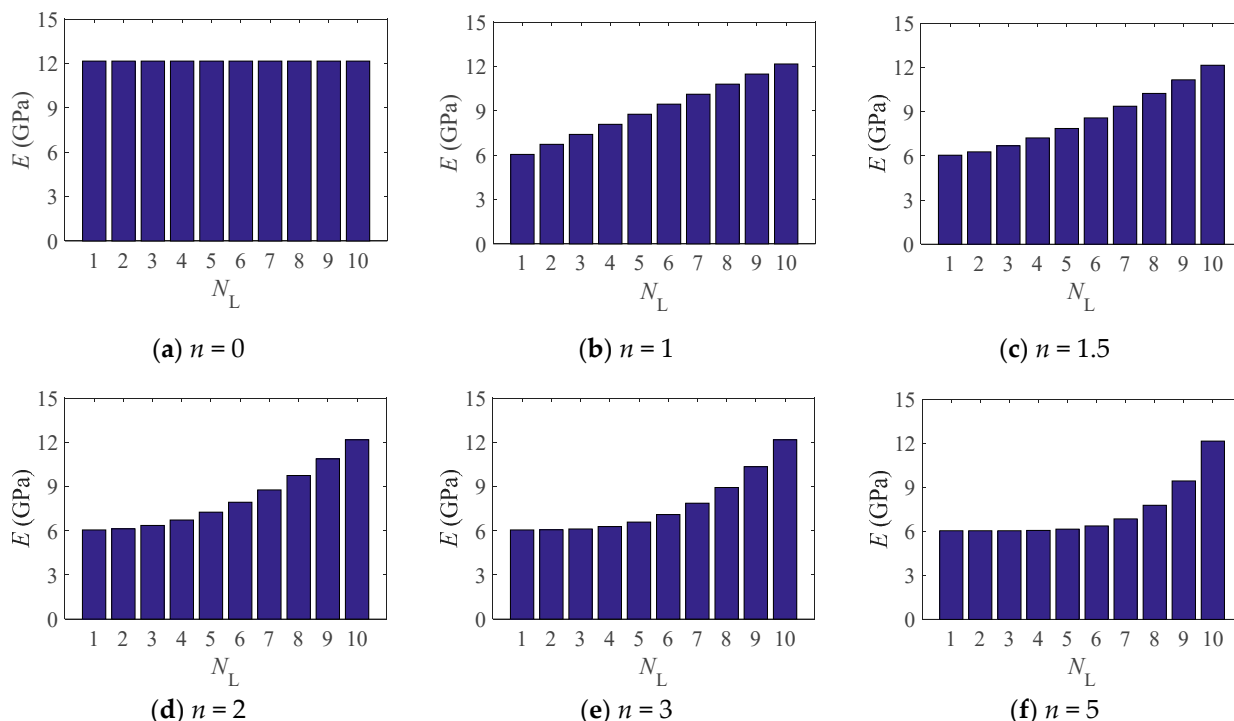 15
12
9
6
3
0
E (GPa)
1 2 3 4 5 6 7 8 9 10
N_L
(a) n = 0
15
12
9
6
3
0
E (GPa)
1 2 3 4 5 6 7 8 9 10
N_L
(b) n = 1
15
12
9
6
3
0
E (GPa)
1 2 3 4 5 6 7 8 9 10
N_L
(c) n = 1.5
15
12
9
6
3
0
E (GPa)
1 2 3 4 5 6 7 8 9 10
N_L
(d) n = 2
15
12
9
6
3
0
E (GPa)
1 2 3 4 5 6 7 8 9 10
N_L
(e) n = 3
15
12
9
6
3
0
E (GPa)
1 2 3 4 5 6 7 8 9 10
N_L
(f) n = 5